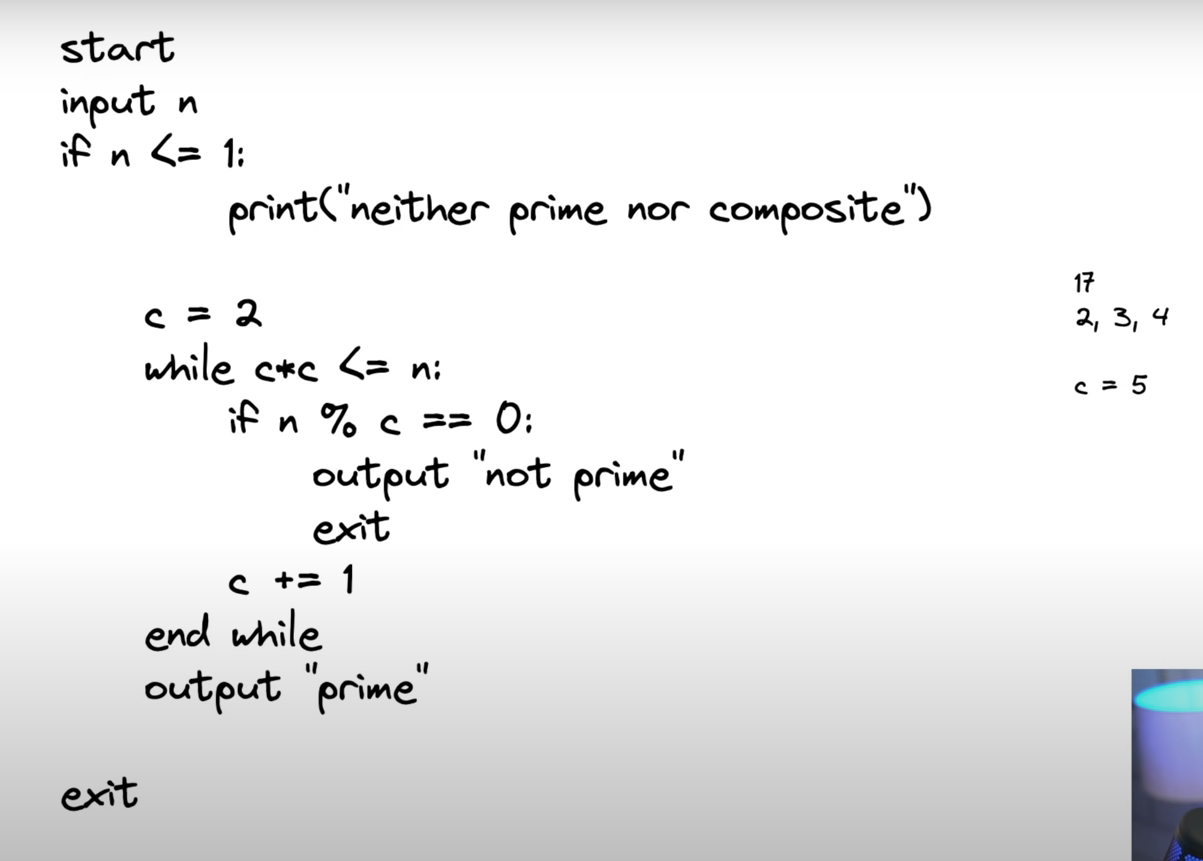 start
input n
if n <= 1:
print("neither prime nor composite")
c = 2
while c*c <= n:
if n % c == 0:
output "not prime"
exit
c += 1
end while
output "prime"
exit
17
2, 3, 4
c = 5